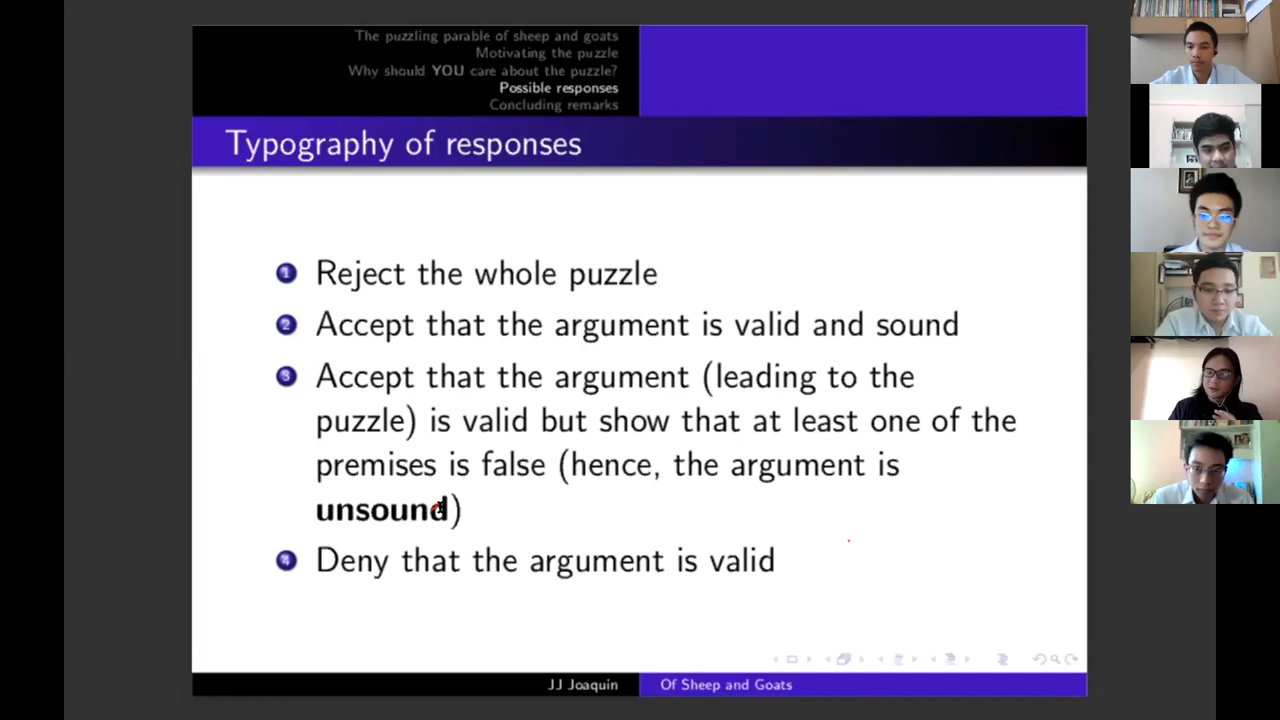 The puzzling parable of sheep and goats
Motivating the puzzle
Why should YOU care about the puzzle?
Possible responses
Concluding remarks
Typography of responses
1 Reject the whole puzzle
2 Accept that the argument is valid and sound
3 Accept that the argument (leading to the
puzzle) is valid but show that at least one of the
premises is false (hence, the argument is
unsound)
4 Deny that the argument is valid
JJ Joaquin
Of Sheep and Goats